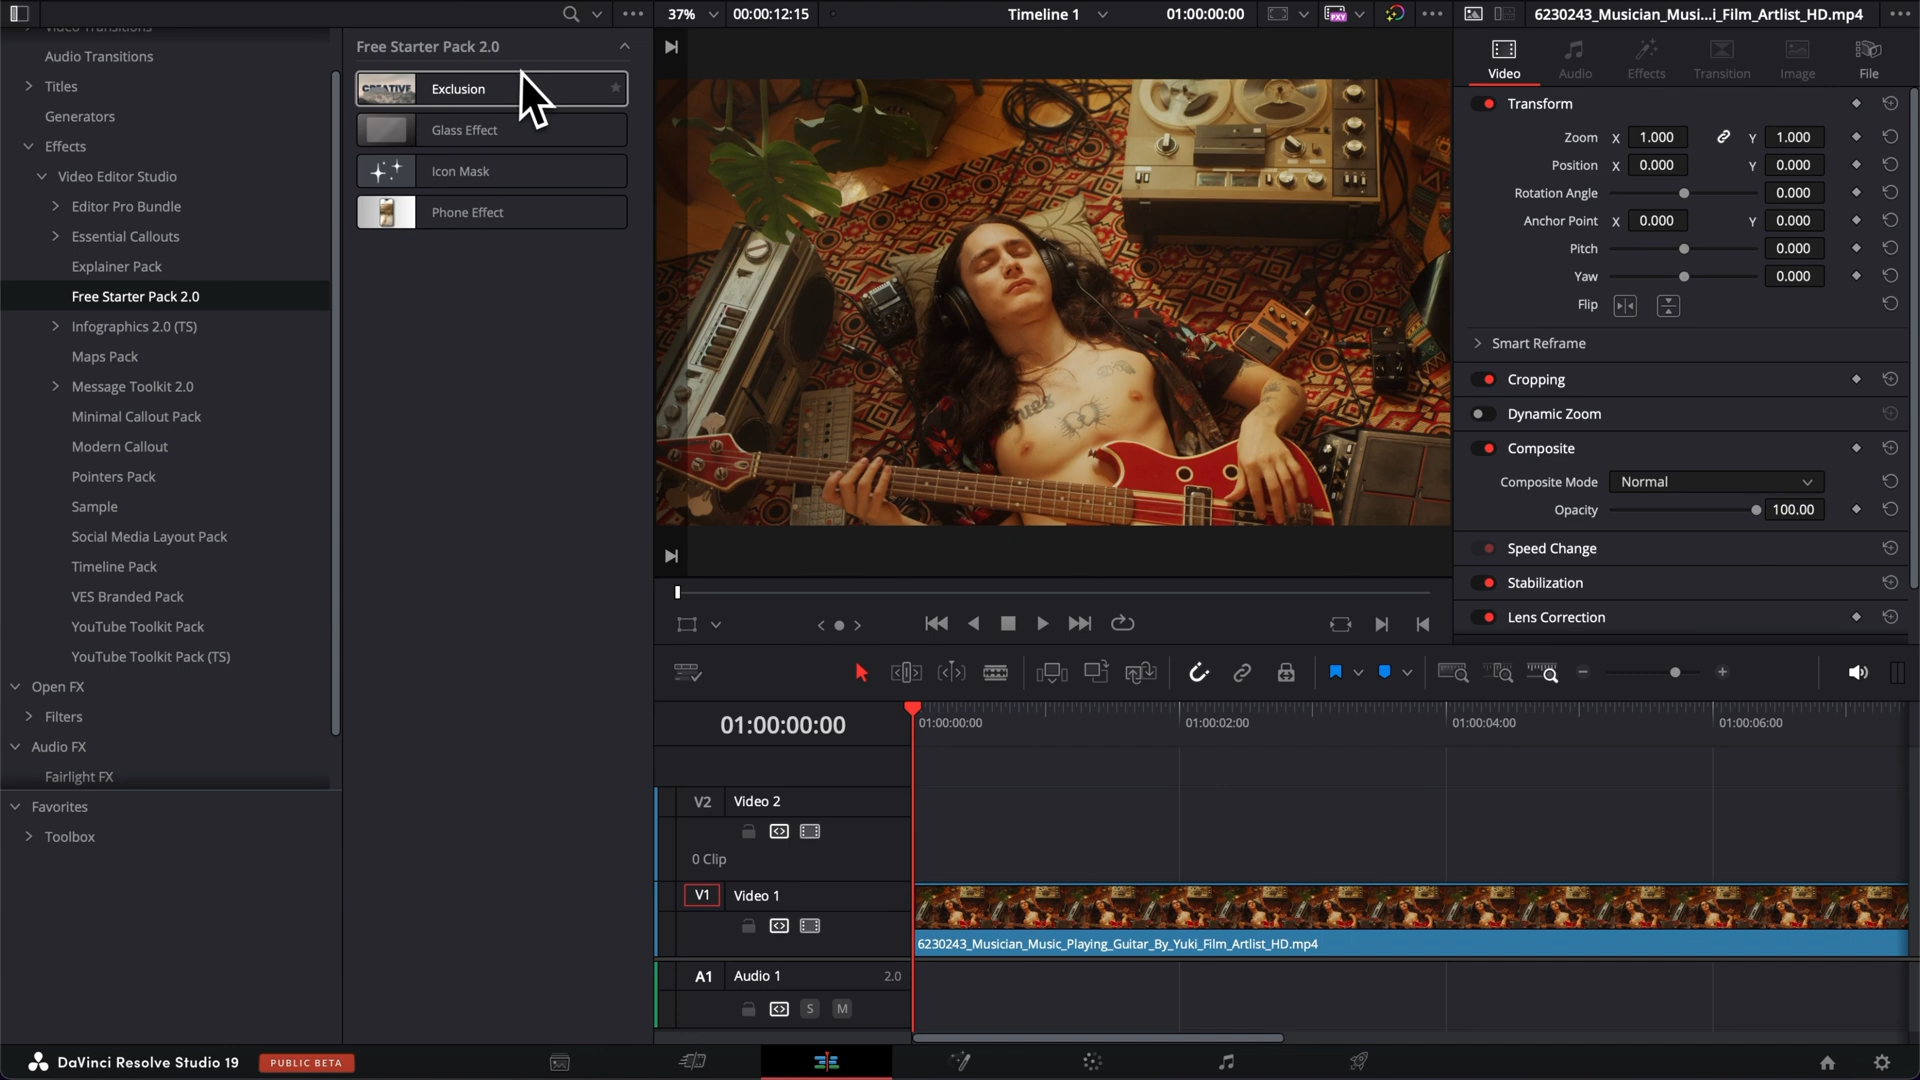 37%
00:00:12:15
Timeline 1
01:00:00:00
PXY
6230243_Musician_Musi...i_Film_Artlist_HD.mp4
Video Transitions
Audio Transitions
Titles
Generators
Effects
Video Editor Studio
Editor Pro Bundle
Essential Callouts
Explainer Pack
Free Starter Pack 2.0
Infographics 2.0 (TS)
Maps Pack
Message Toolkit 2.0
Minimal Callout Pack
Modern Callout
Pointers Pack
Sample
Social Media Layout Pack
Timeline Pack
VES Branded Pack
YouTube Toolkit Pack
YouTube Toolkit Pack (TS)
Open FX
Filters
Audio FX
Fairlight FX
Favorites
Toolbox
Free Starter Pack 2.0
CREATIVE
Exclusion
Glass Effect
Icon Mask
Phone Effect
Video
Audio
Effects
Transition
Image
File
Transform
Zoom X 1.000 Y 1.000
Position X 0.000 Y 0.000
Rotation Angle 0.000
Anchor Point X 0.000 Y 0.000
Pitch 0.000
Yaw 0.000
Flip
Smart Reframe
Cropping
Dynamic Zoom
Composite
Composite Mode Normal
Opacity 100.00
Speed Change
Stabilization
Lens Correction
01:00:00:00
01:00:00:00
01:00:02:00
01:00:04:00
01:00:06:00
V2 Video 2
0 Clip
V1 Video 1
6230243_Musician_Music_Playing_Guitar_By_Yuki_Film_Artlist_HD.mp4
A1 Audio 1 2.0
S M
DaVinci Resolve Studio 19
PUBLIC BETA